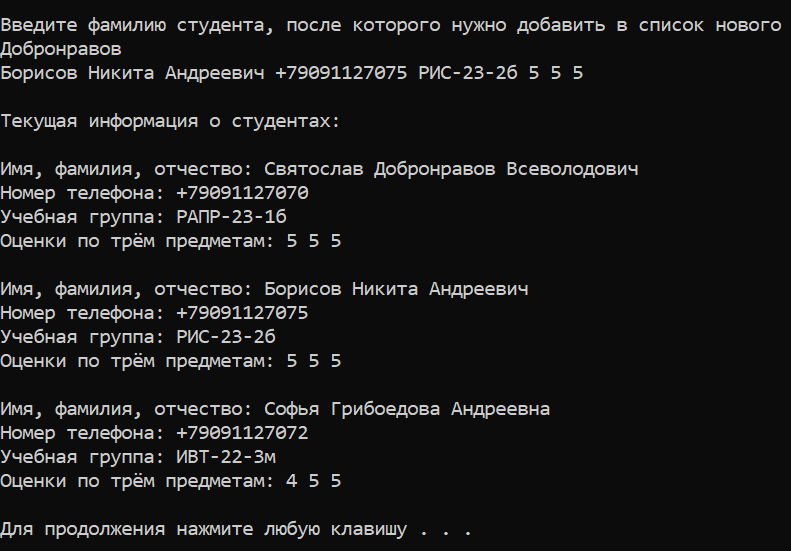 Введите фамилию студента, после которого нужно добавить в список нового
Добронравов
Борисов Никита Андреевич +79091127075 РИС-23-2б 5 5 5
Текущая информация о студентах:
Имя, фамилия, отчество: Святослав Добронравов Всеволодович
Номер телефона: +79091127070
Учебная группа: РАПР-23-1б
Оценки по трём предметам: 5 5 5
Имя, фамилия, отчество: Борисов Никита Андреевич
Номер телефона: +79091127075
Учебная группа: РИС-23-2б
Оценки по трём предметам: 5 5 5
Имя, фамилия, отчество: Софья Грибоедова Андреевна
Номер телефона: +79091127072
Учебная группа: ИВТ-22-3м
Оценки по трём предметам: 4 5 5
Для продолжения нажмите любую клавишу . . .